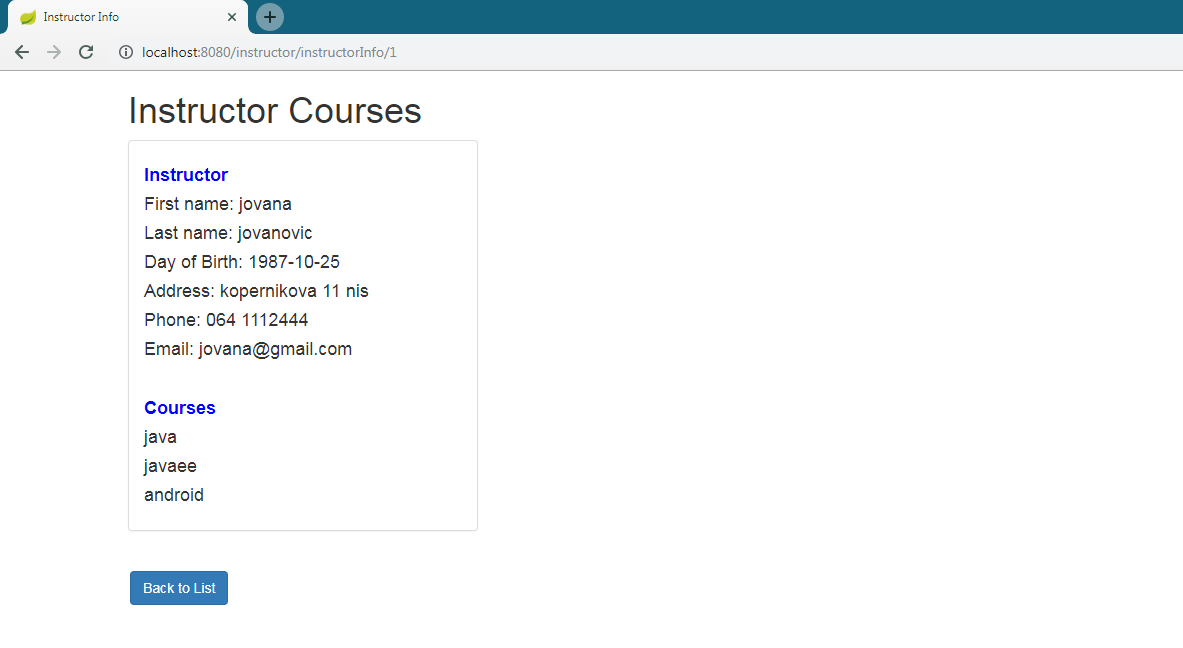 Instructor Info
localhost:8080/instructor/instructorInfo/1
Instructor Courses
Instructor
First name: jovana
Last name: jovanovic
Day of Birth: 1987-10-25
Address: kopernikova 11 nis
Phone: 064 1112444
Email: jovana@gmail.com
Courses
java
javaee
android
Back to List